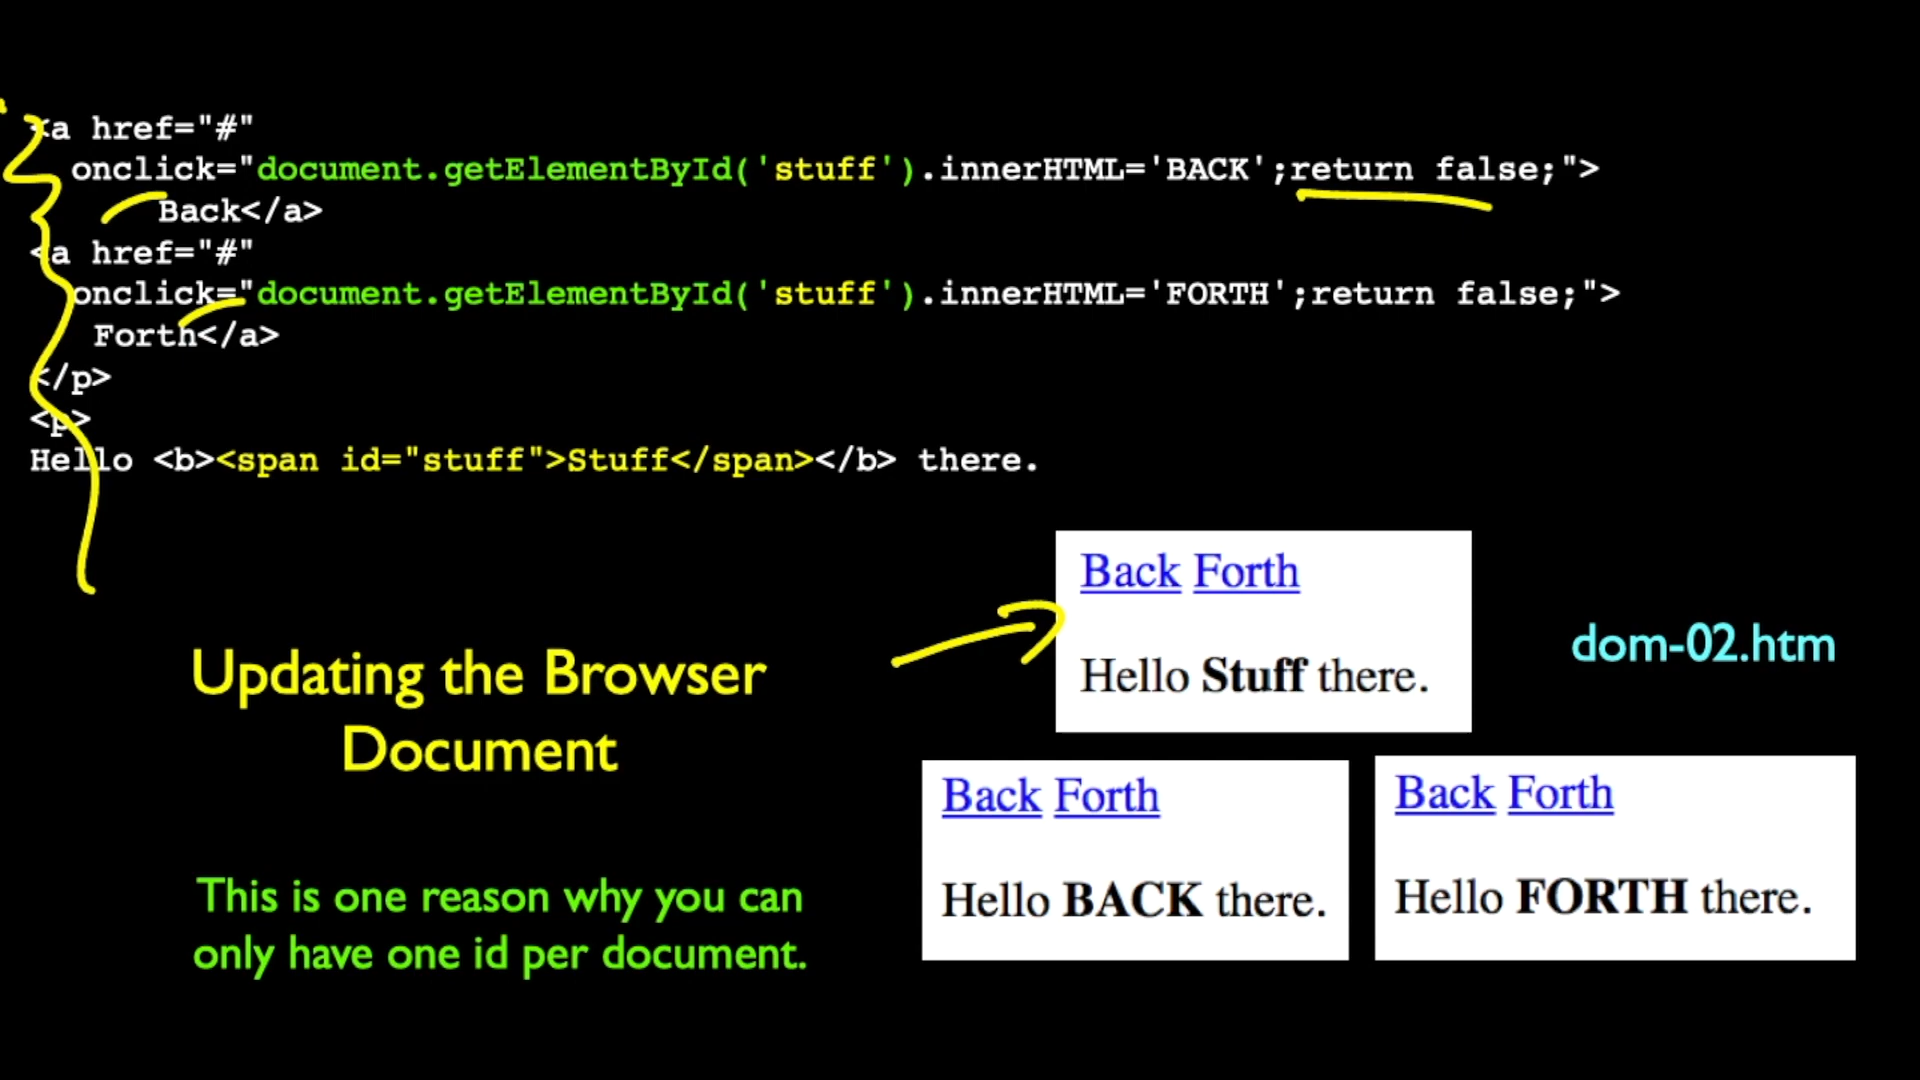 <a href="#"
onclick="document.getElementById('stuff').innerHTML='BACK';return false;">
Back</a>
<a href="#"
onclick="document.getElementById('stuff').innerHTML='FORTH';return false;">
Forth</a>
</p>
<p>
Hello <b><span id="stuff">Stuff</span></b> there.
Back Forth
Hello Stuff there.
dom-02.htm
Updating the Browser
Document
Back Forth
Hello BACK there.
Back Forth
Hello FORTH there.
This is one reason why you can
only have one id per document.